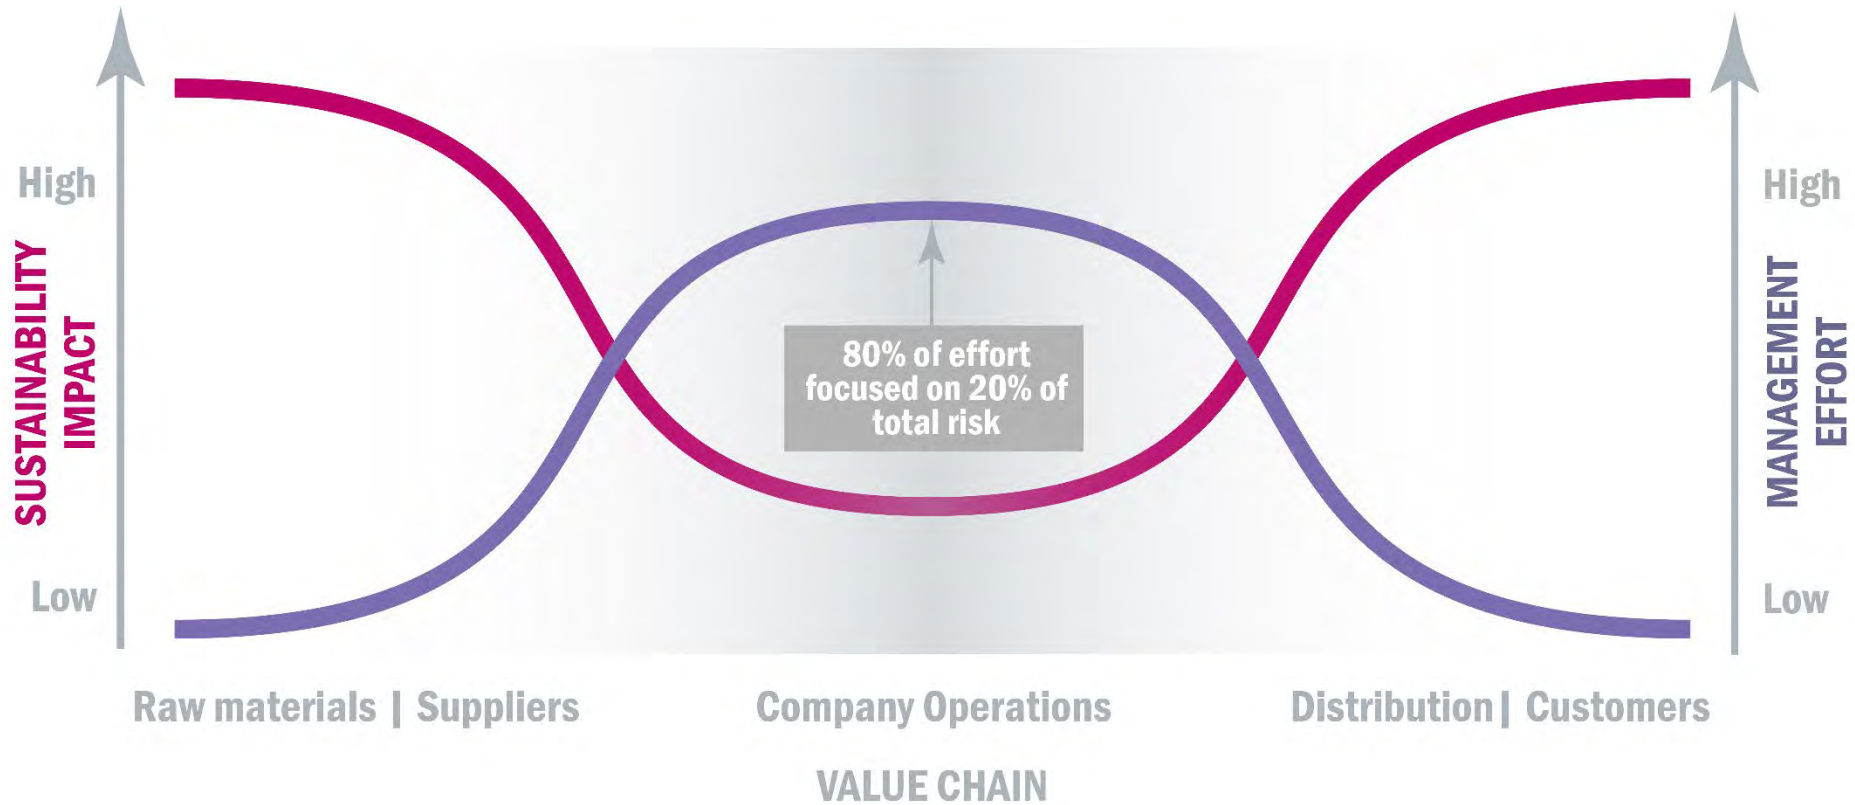 High
High
SUSTAINABILITY
IMPACT
MANAGEMENT
EFFORT
80% of effort
focused on 20% of
total risk
Low
Low
Raw materials | Suppliers
Company Operations
Distribution | Customers
VALUE CHAIN